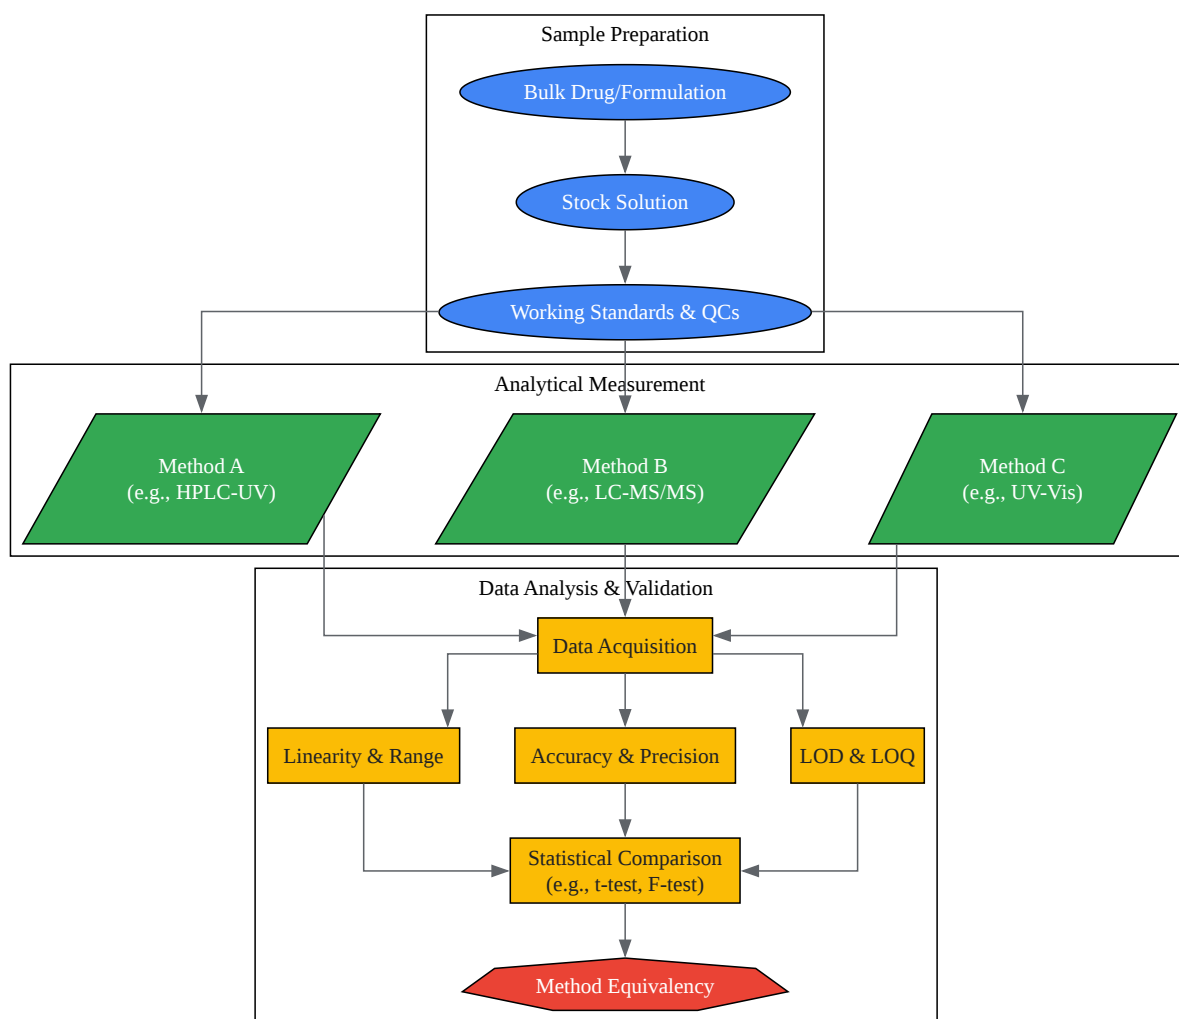 Sample Preparation
Bulk Drug/Formulation
Stock Solution
Working Standards & QCs
Analytical Measurement
Method A
(e.g., HPLC-UV)
Method B
(e.g., LC-MS/MS)
Method C
(e.g., UV-Vis)
Data Analysis & Validation
Data Acquisition
Linearity & Range
Accuracy & Precision
LOD & LOQ
Statistical Comparison
(e.g., t-test, F-test)
Method Equivalency